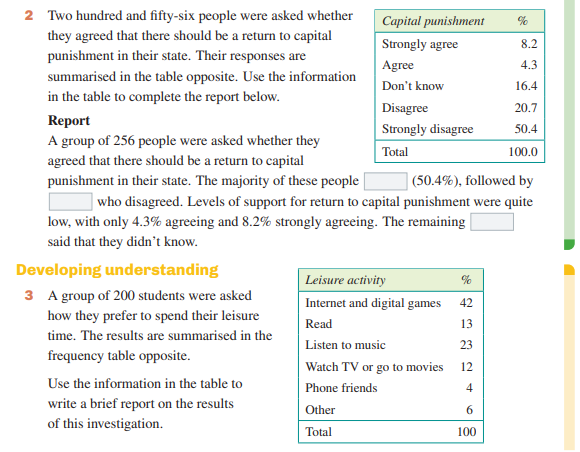 2 Two hundred and fifty-six people were asked whether
they agreed that there should be a return to capital
punishment in their state. Their responses are
summarised in the table opposite. Use the information
in the table to complete the report below.
Capital punishment %
Strongly agree 8.2
Agree 4.3
Don't know 16.4
Disagree 20.7
Strongly disagree 50.4
Total 100.0
Report
A group of 256 people were asked whether they
agreed that there should be a return to capital
punishment in their state. The majority of these people (50.4%), followed by
who disagreed. Levels of support for return to capital punishment were quite
low, with only 4.3% agreeing and 8.2% strongly agreeing. The remaining
said that they didn't know.
Developing understanding
3 A group of 200 students were asked
how they prefer to spend their leisure
time. The results are summarised in the
frequency table opposite.
Use the information in the table to
write a brief report on the results
of this investigation.
Leisure activity %
Internet and digital games 42
Read 13
Listen to music 23
Watch TV or go to movies 12
Phone friends 4
Other 6
Total 100